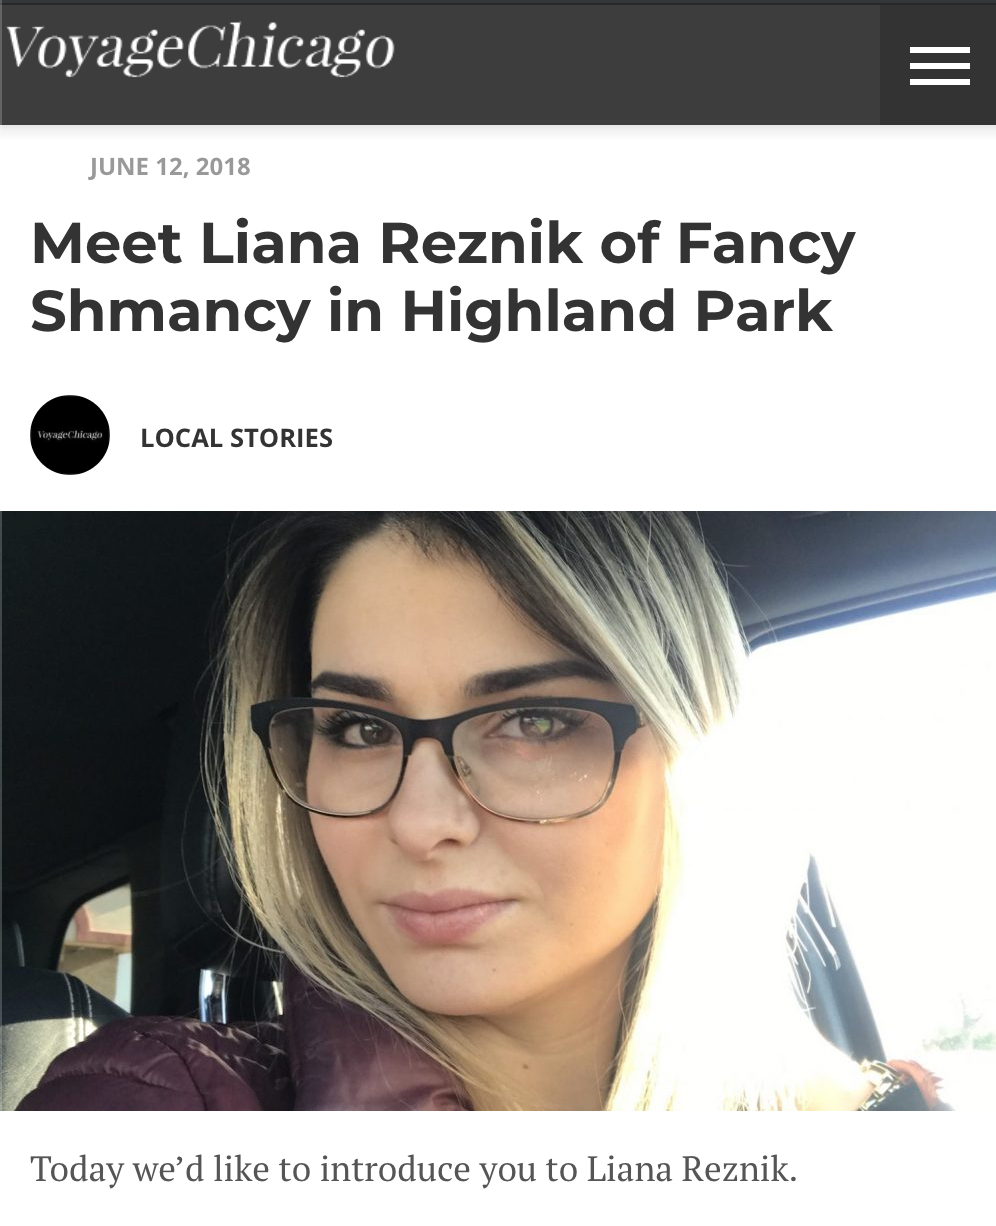 VoyageChicago
JUNE 12, 2018
Meet Liana Reznik of Fancy
Shmancy in Highland Park
VoyageChicago
LOCAL STORIES
Today we’d like to introduce you to Liana Reznik.